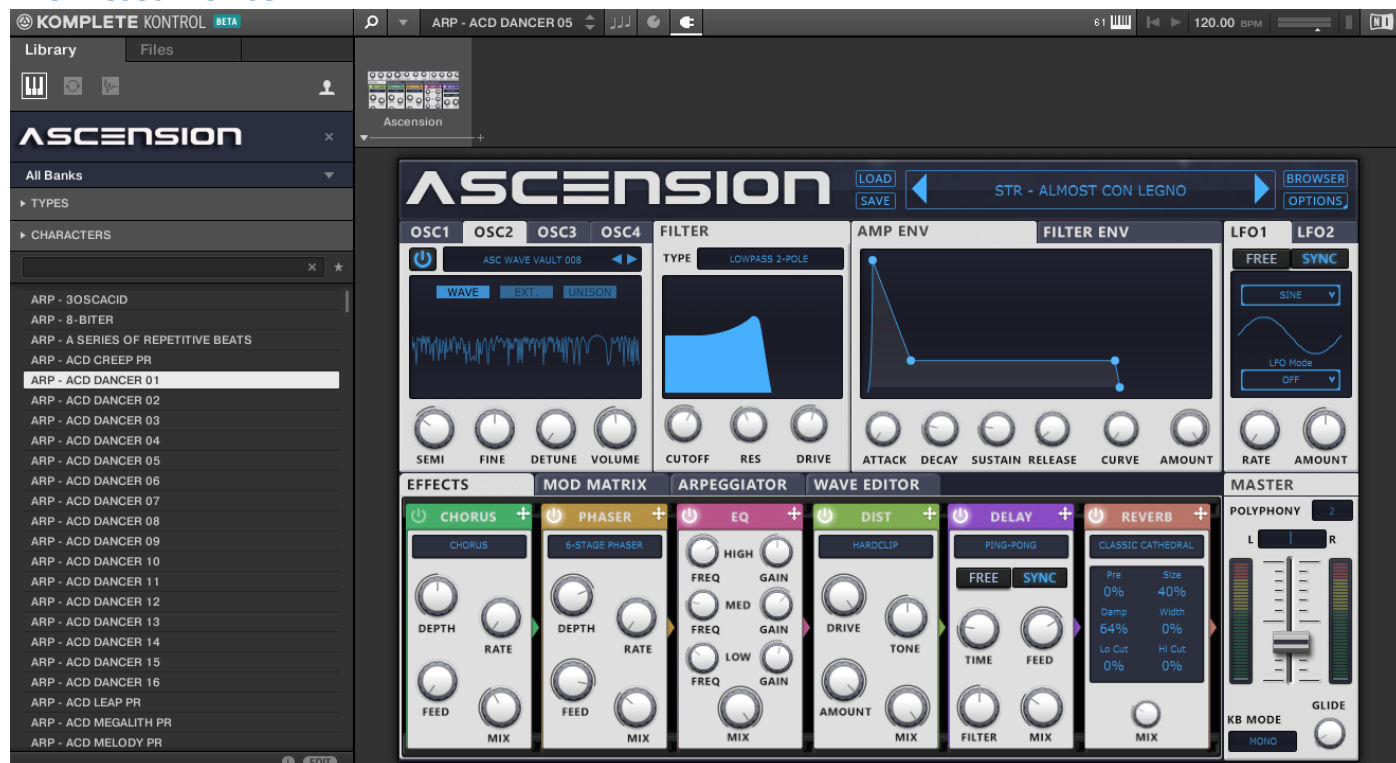 KOMPLETE KONTROL BETA
ARP - ACD DANCER 05
61
120.00 BPM
NI
Library Files
Ascension
ASCENSION
All Banks
TYPES
CHARACTERS
ARP - 3OSCACID
ARP - 8-BITER
ARP - A SERIES OF REPETITIVE BEATS
ARP - ACD CREEP PR
ARP - ACD DANCER 01
ARP - ACD DANCER 02
ARP - ACD DANCER 03
ARP - ACD DANCER 04
ARP - ACD DANCER 05
ARP - ACD DANCER 06
ARP - ACD DANCER 07
ARP - ACD DANCER 08
ARP - ACD DANCER 09
ARP - ACD DANCER 10
ARP - ACD DANCER 11
ARP - ACD DANCER 12
ARP - ACD DANCER 13
ARP - ACD DANCER 14
ARP - ACD DANCER 15
ARP - ACD DANCER 16
ARP - ACD LEAP PR
ARP - ACD MEGALITH PR
ARP - ACD MELODY PR
EDIT
ASCENSION
LOAD
SAVE
STR - ALMOST CON LEGNO
BROWSER
OPTIONS
OSC1 OSC2 OSC3 OSC4
ASC WAVE VAULT 008
WAVE EXT. UNISON
SEMI FINE DETUNE VOLUME
FILTER
TYPE LOWPASS 2-POLE
CUTOFF RES DRIVE
AMP ENV FILTER ENV
ATTACK DECAY SUSTAIN RELEASE CURVE AMOUNT
LFO1 LFO2
FREE SYNC
SINE
LFO Mode
OFF
RATE AMOUNT
EFFECTS MOD MATRIX ARPEGGIATOR WAVE EDITOR
CHORUS
CHORUS
DEPTH
RATE
FEED
MIX
PHASER
6-STAGE PHASER
DEPTH
RATE
FEED
MIX
EQ
HIGH
FREQ GAIN
MED
FREQ GAIN
LOW
FREQ GAIN
MIX
DIST
HARDCLIP
DRIVE
TONE
AMOUNT
MIX
DELAY
PING-PONG
FREE SYNC
TIME FEED
FILTER MIX
REVERB
CLASSIC CATHEDRAL
Pre Size
0% 40%
Damp Width
64% 0%
Lo Cut Hi Cut
0% 0%
MIX
MASTER
POLYPHONY 2
L R
GLIDE
KB MODE
MONO